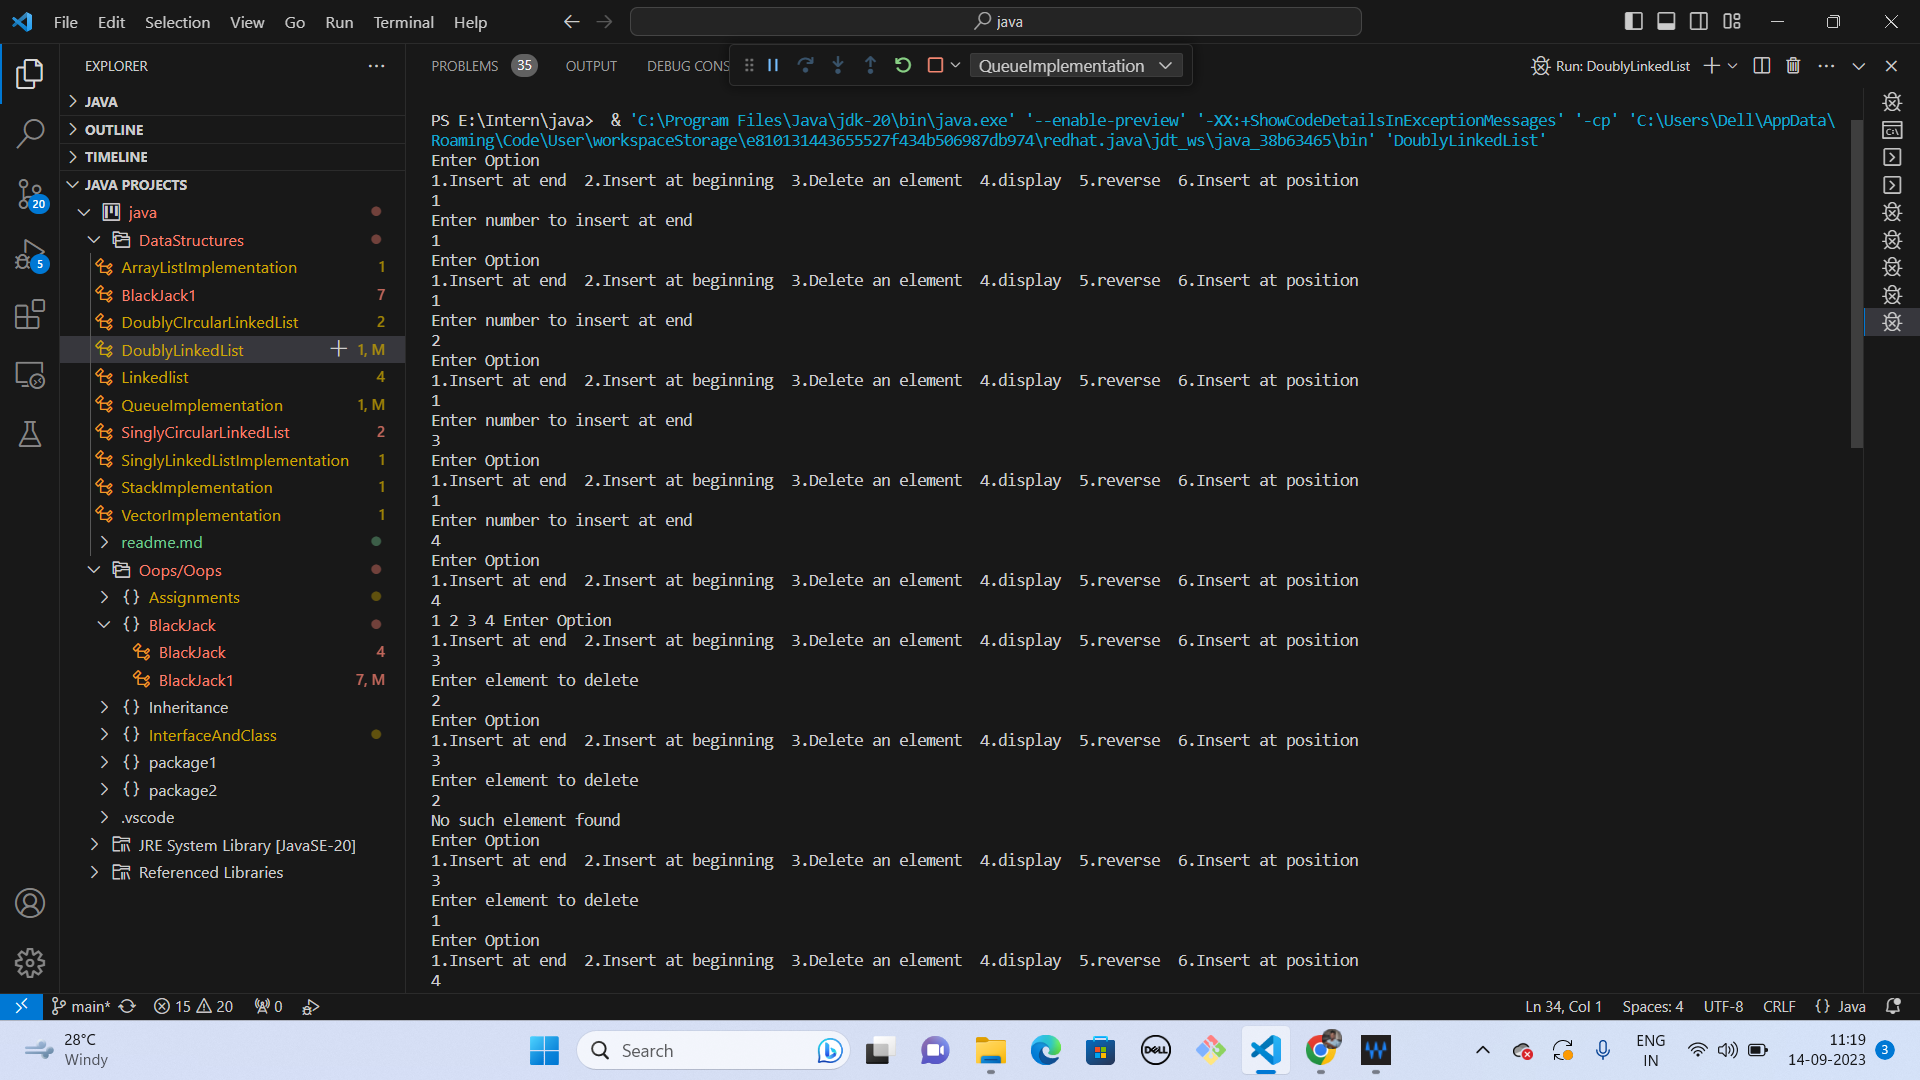 File Edit Selection View Go Run Terminal Help
java
EXPLORER
JAVA
OUTLINE
TIMELINE
JAVA PROJECTS
java
DataStructures
ArrayListImplementation 1
BlackJack1 7
DoublyCIrcularLinkedList 2
DoublyLinkedList 1, M
Linkedlist 4
QueueImplementation 1, M
SinglyCircularLinkedList 2
SinglyLinkedListImplementation 1
StackImplementation 1
VectorImplementation 1
readme.md
Oops/Oops
{} Assignments
{} BlackJack
BlackJack 4
BlackJack1 7, M
{} Inheritance
{} InterfaceAndClass
{} package1
{} package2
.vscode
JRE System Library [JavaSE-20]
Referenced Libraries
20
5
PROBLEMS 35 OUTPUT DEBUG CONS
QueueImplementation
Run: DoublyLinkedList
PS E:\Intern\java>  & 'C:\Program Files\Java\jdk-20\bin\java.exe' '--enable-preview' '-XX:+ShowCodeDetailsInExceptionMessages' '-cp' 'C:\Users\Dell\AppData\
Roaming\Code\User\workspaceStorage\e810131443655527f434b506987db974\redhat.java\jdt_ws\java_38b63465\bin' 'DoublyLinkedList'
Enter Option
1.Insert at end  2.Insert at beginning  3.Delete an element  4.display  5.reverse  6.Insert at position
1
Enter number to insert at end
1
Enter Option
1.Insert at end  2.Insert at beginning  3.Delete an element  4.display  5.reverse  6.Insert at position
1
Enter number to insert at end
2
Enter Option
1.Insert at end  2.Insert at beginning  3.Delete an element  4.display  5.reverse  6.Insert at position
1
Enter number to insert at end
3
Enter Option
1.Insert at end  2.Insert at beginning  3.Delete an element  4.display  5.reverse  6.Insert at position
1
Enter number to insert at end
4
Enter Option
1.Insert at end  2.Insert at beginning  3.Delete an element  4.display  5.reverse  6.Insert at position
4
1 2 3 4 Enter Option
1.Insert at end  2.Insert at beginning  3.Delete an element  4.display  5.reverse  6.Insert at position
3
Enter element to delete
2
Enter Option
1.Insert at end  2.Insert at beginning  3.Delete an element  4.display  5.reverse  6.Insert at position
3
Enter element to delete
2
No such element found
Enter Option
1.Insert at end  2.Insert at beginning  3.Delete an element  4.display  5.reverse  6.Insert at position
3
Enter element to delete
1
Enter Option
1.Insert at end  2.Insert at beginning  3.Delete an element  4.display  5.reverse  6.Insert at position
4
main* 15 20 0 Ln 34, Col 1 Spaces: 4 UTF-8 CRLF {} Java
28°C
Windy
Search
DELL
ENG
IN
11:19
14-09-2023
3